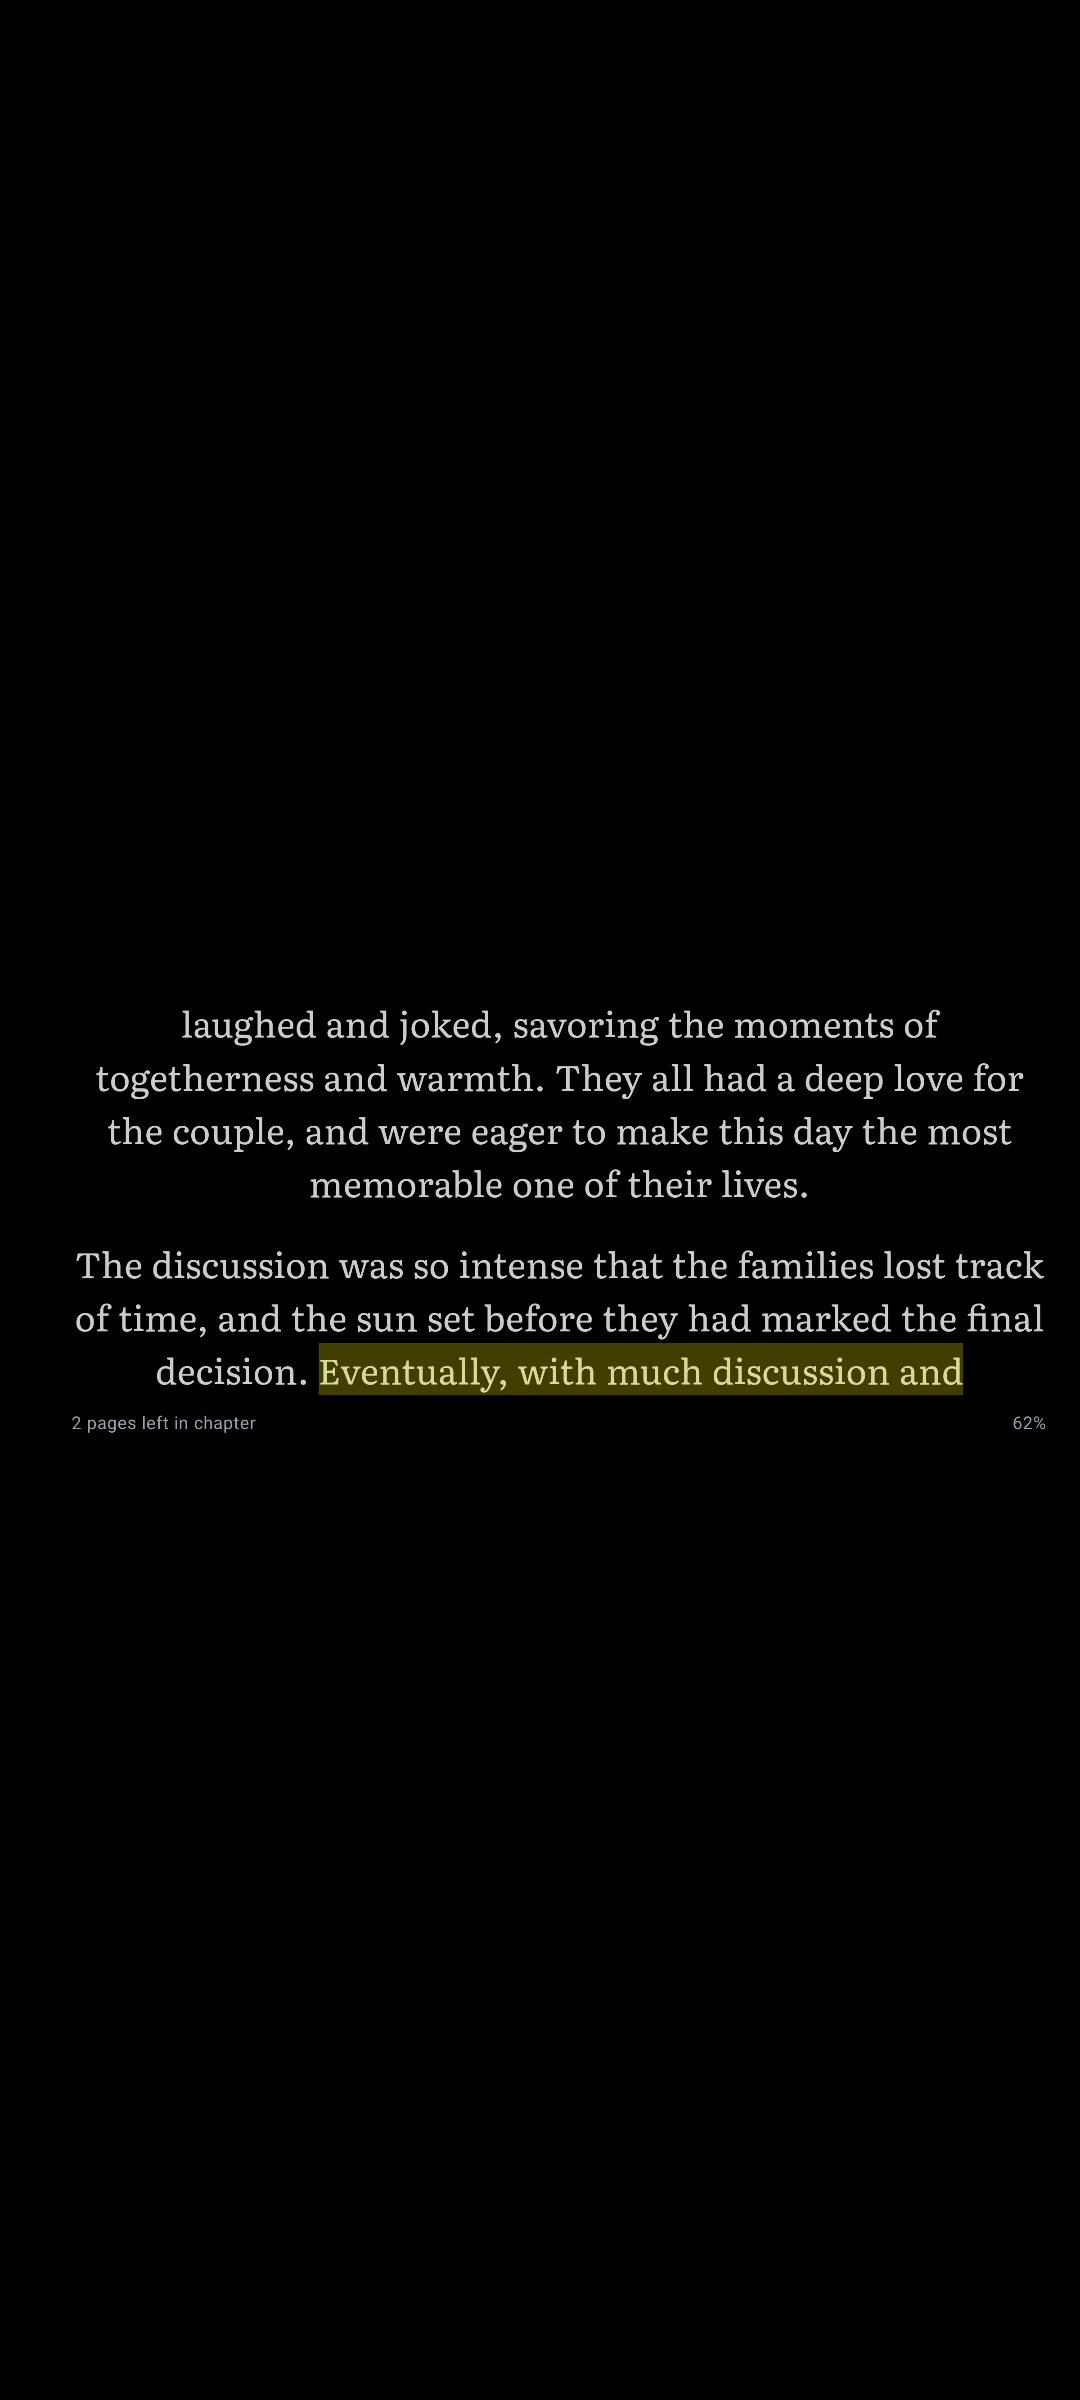 laughed and joked, savoring the moments of
togetherness and warmth. They all had a deep love for
the couple, and were eager to make this day the most
memorable one of their lives.
The discussion was so intense that the families lost track
of time, and the sun set before they had marked the final
decision. Eventually, with much discussion and
2 pages left in chapter 62%